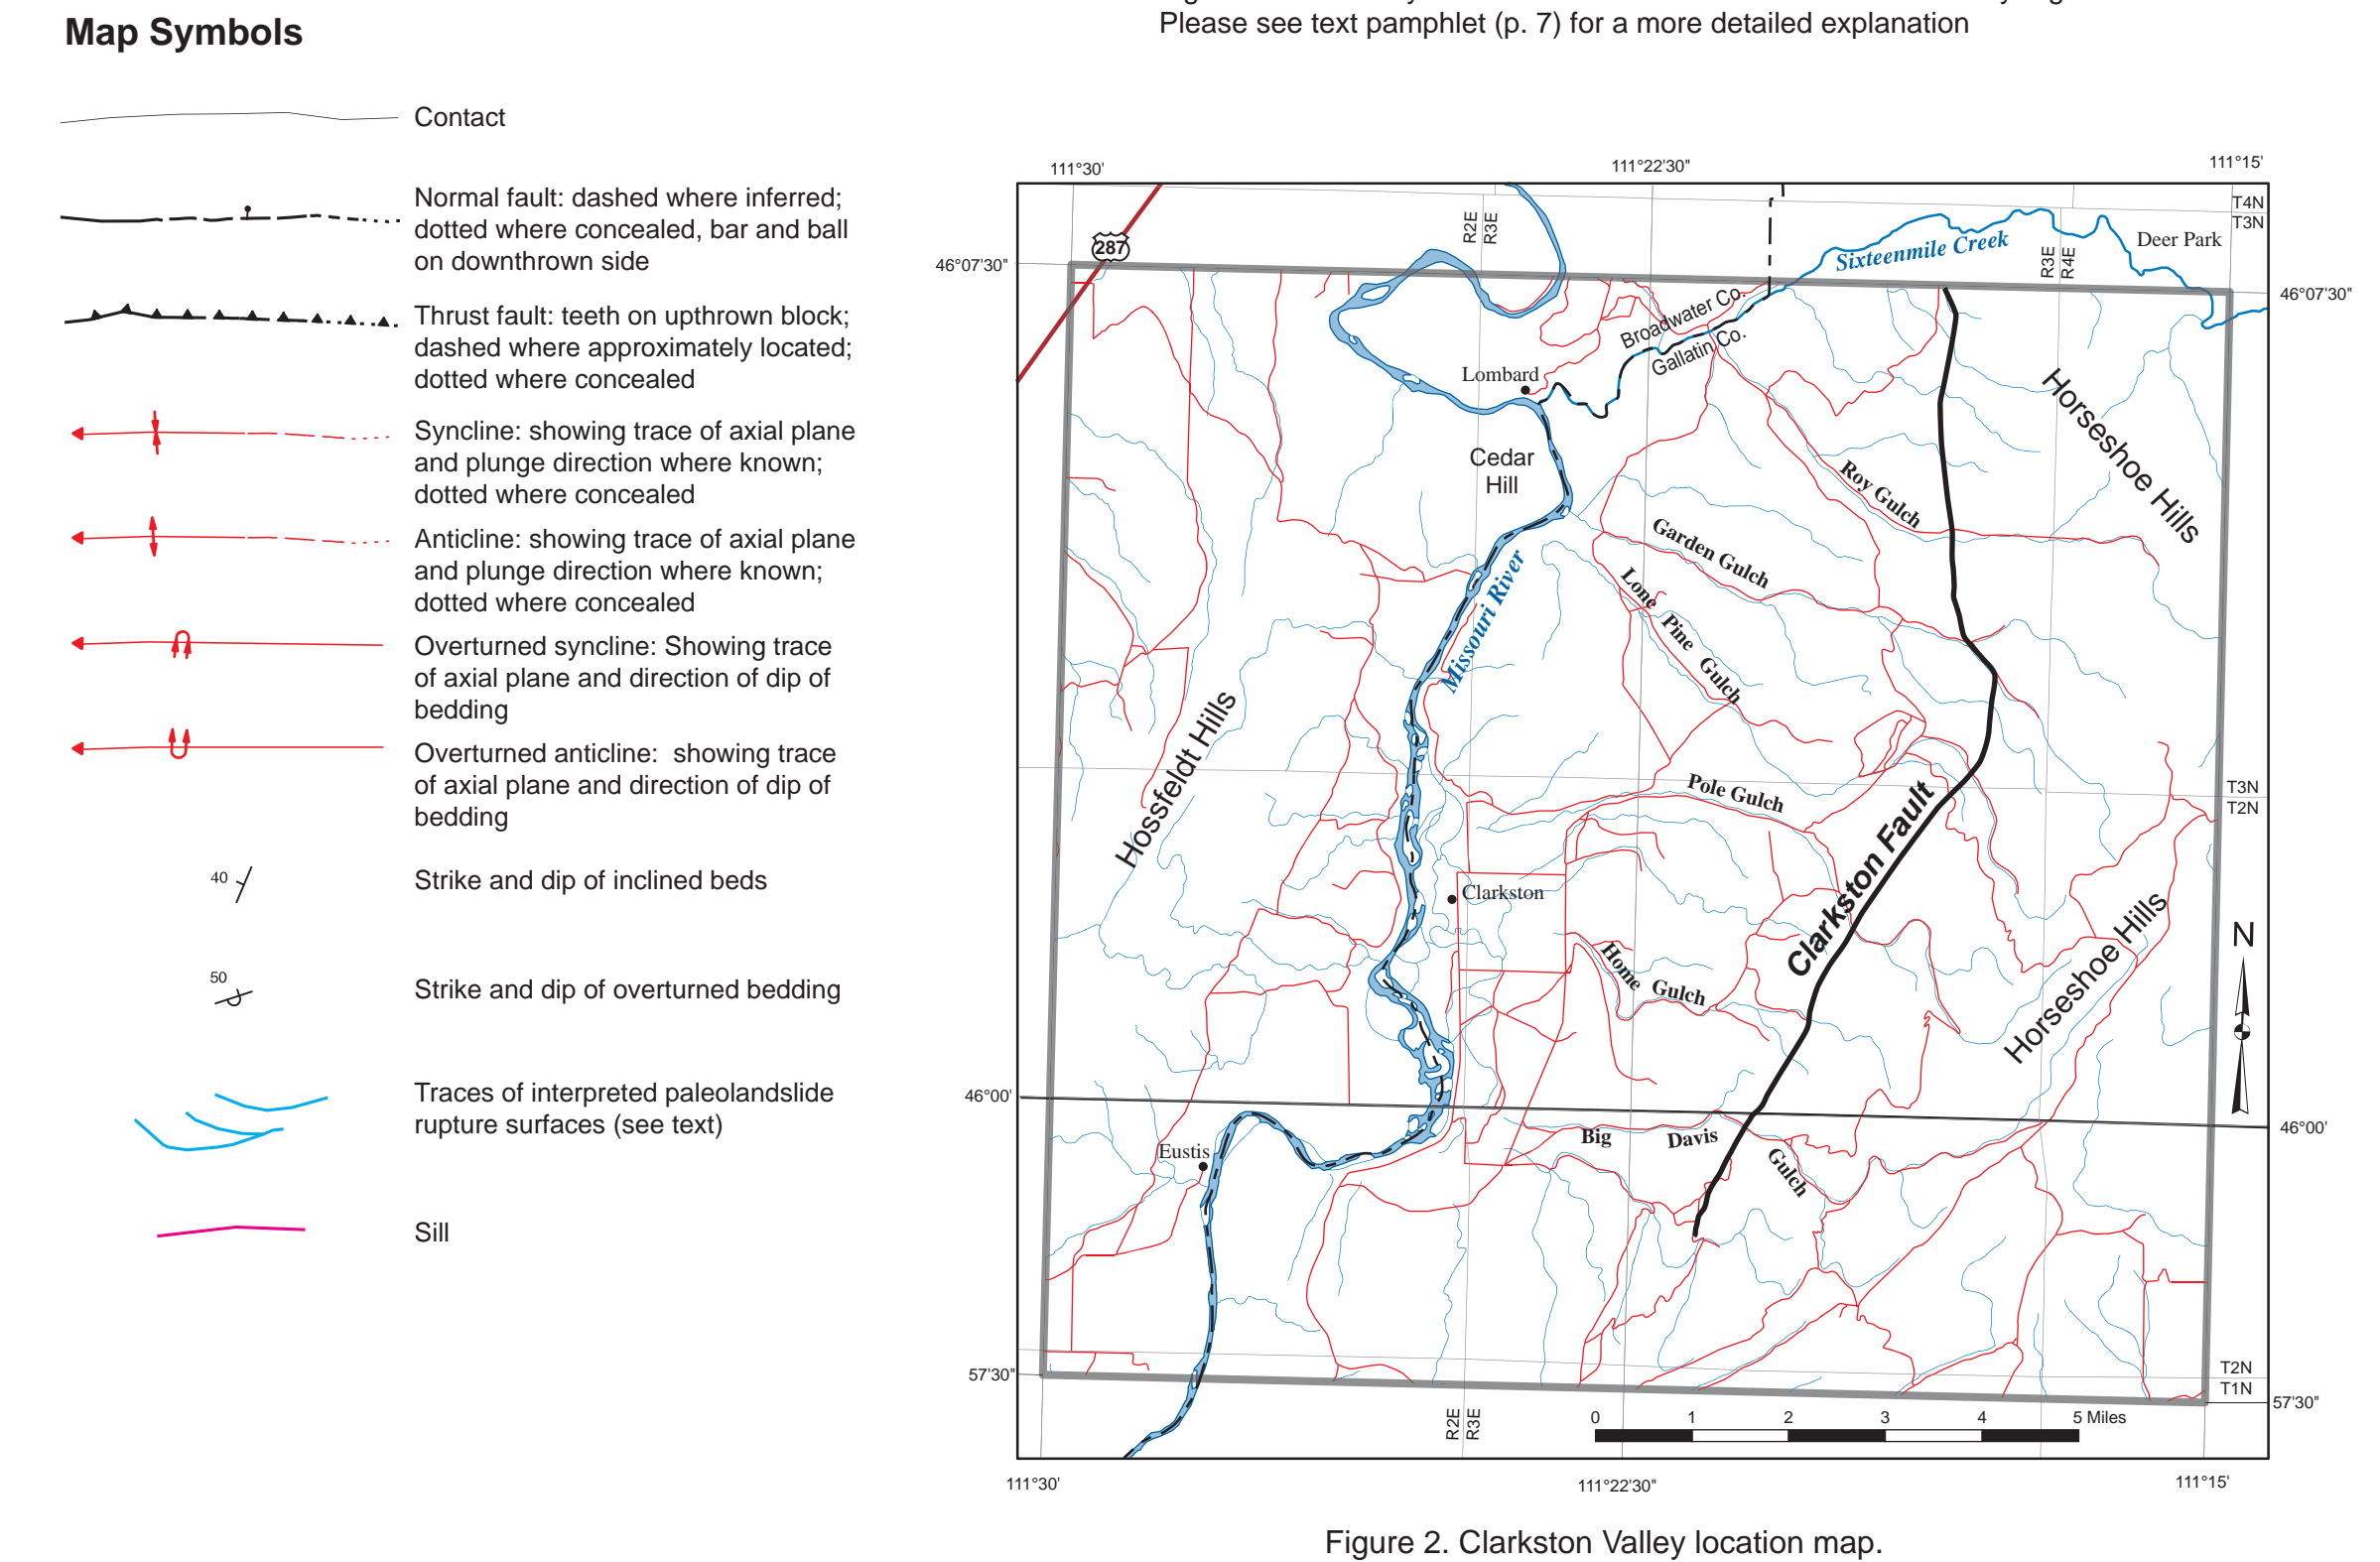 Please see text pamphlet (p. 7) for a more detailed explanation
Map Symbols
Contact
Normal fault: dashed where inferred;
dotted where concealed, bar and ball
on downthrown side
Thrust fault: teeth on upthrown block;
dashed where approximately located;
dotted where concealed
Syncline: showing trace of axial plane
and plunge direction where known;
dotted where concealed
Anticline: showing trace of axial plane
and plunge direction where known;
dotted where concealed
Overturned syncline: Showing trace
of axial plane and direction of dip of
bedding
Overturned anticline:  showing trace
of axial plane and direction of dip of
bedding
40
Strike and dip of inclined beds
50
Strike and dip of overturned bedding
Traces of interpreted paleolandslide
rupture surfaces (see text)
Sill
111°30'
111°22'30"
111°15'
T4N
T3N
R2E
R3E
287
Sixteenmile Creek
Deer Park
R3E
R4E
46°07'30"
46°07'30"
Broadwater Co.
Gallatin Co.
Lombard
Horseshoe Hills
Cedar
Hill
Roy Gulch
Garden Gulch
Missouri River
Lone Pine Gulch
Hossfeldt Hills
Pole Gulch
T3N
T2N
Clarkston Fault
Clarkston
Horseshoe Hills
N
Home Gulch
46°00'
46°00'
Big Davis Gulch
Eustis
T2N
T1N
57'30"
57'30"
R2E
R3E
0 1 2 3 4 5 Miles
111°30'
111°22'30"
111°15'
Figure 2. Clarkston Valley location map.